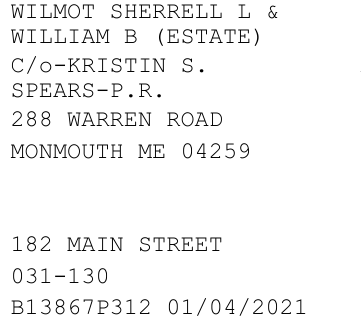 WILMOT SHERRELL L &
WILLIAM B (ESTATE)
C/o-KRISTIN S.
SPEARS-P.R.
288 WARREN ROAD
MONMOUTH ME 04259
182 MAIN STREET
031-130
B13867P312 01/04/2021